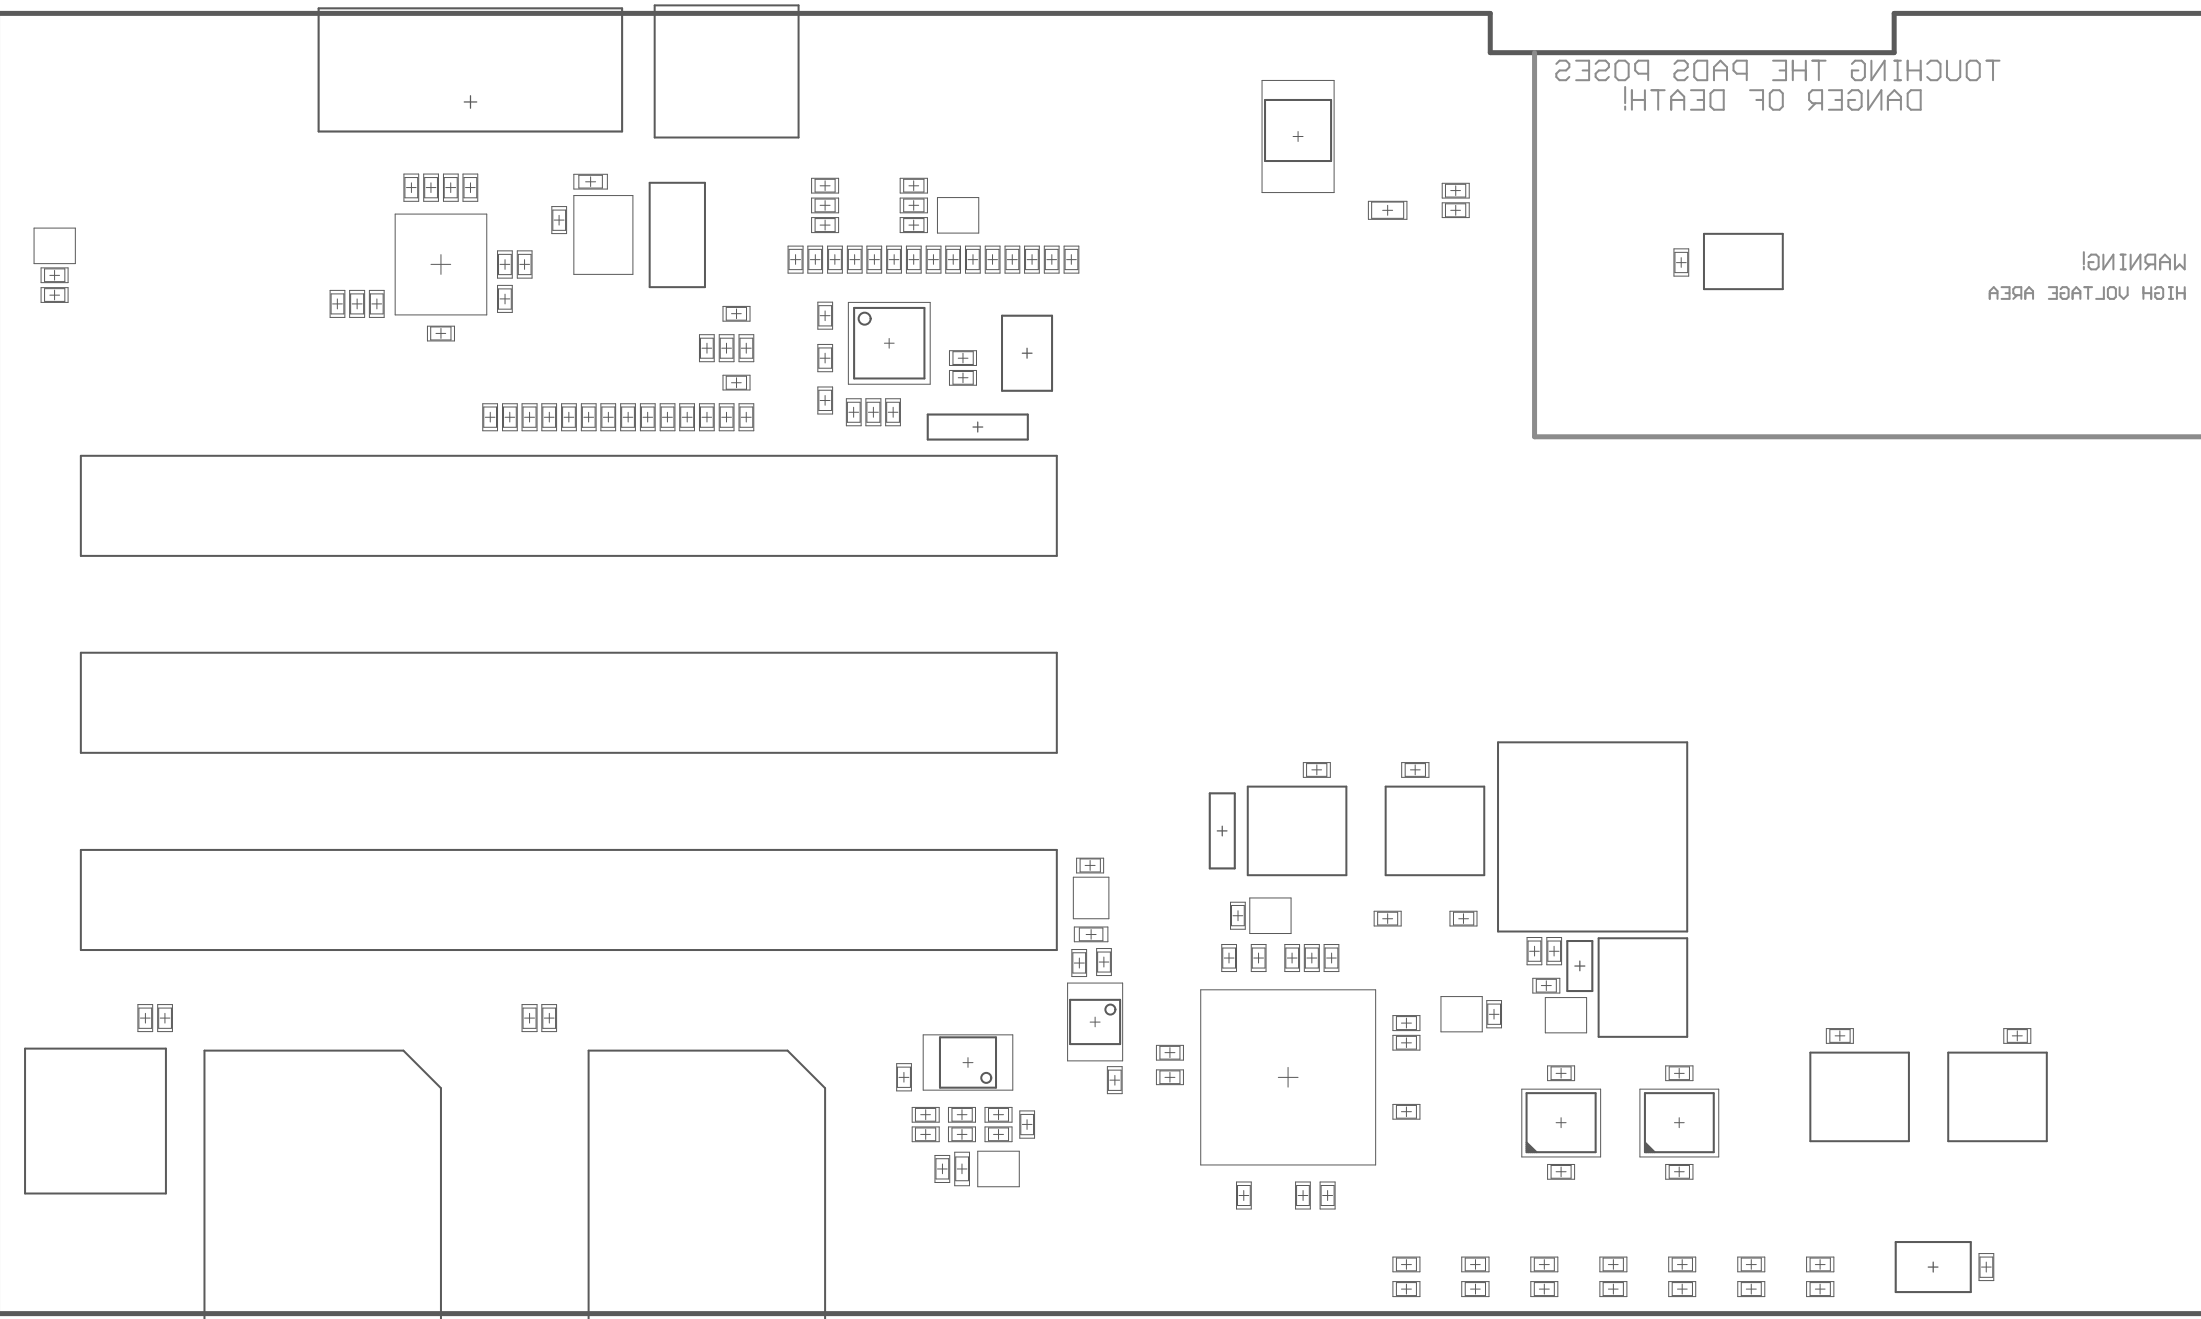 TOUCHING THE PADS POSES
DANGER OF DEATH!
WARNING!
HIGH VOLTAGE AREA